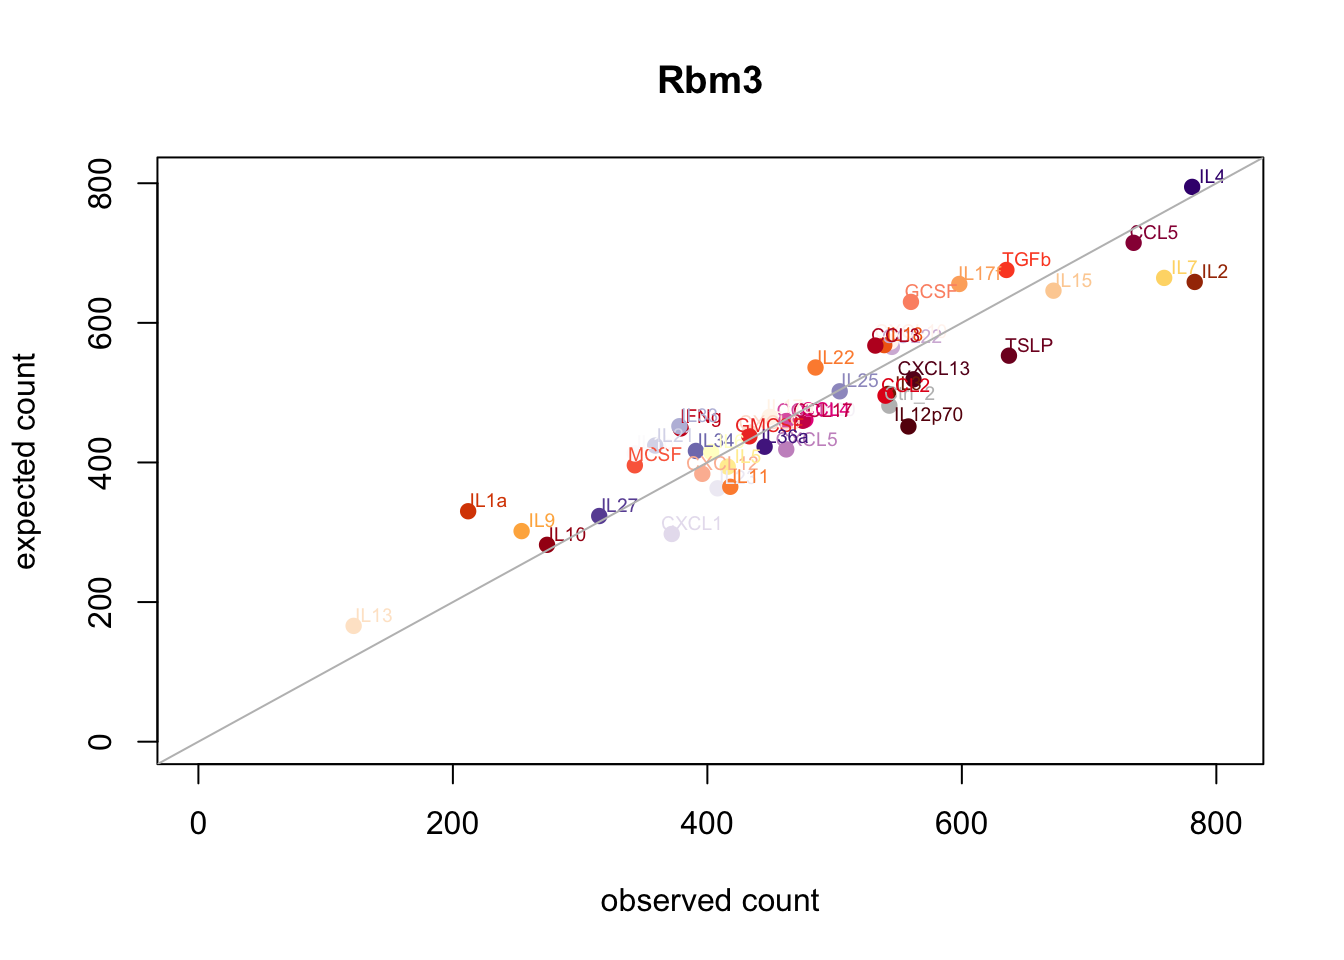 Rbm3
expected count
800
600
400
200
0
IL4
CCL5
IL7
IL2
TGFb
IL17f
IL15
GCSF
CCL3
TSLP
IL22
CXCL13
IL25
CCL2
IL12p70
IFNg
GMCSF
IL36a
IL34
MCSF
CXCL12
IL11
IL1a
IL27
IL9
CXCL1
IL10
IL13
0
200
400
600
800
observed count